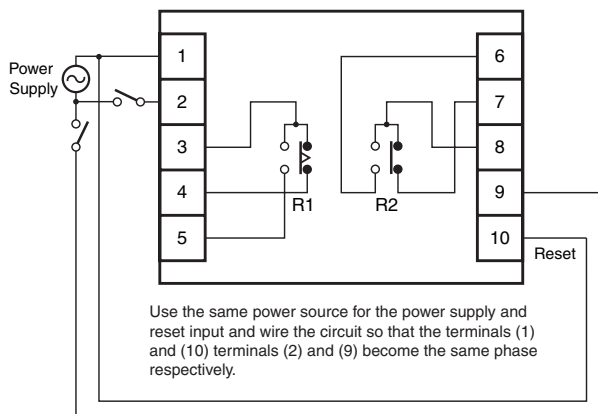 Power
Supply
1
2
3
4
5
R1
R2
6
7
8
9
10
Reset
Use the same power source for the power supply and
reset input and wire the circuit so that the terminals (1)
and (10) terminals (2) and (9) become the same phase
respectively.